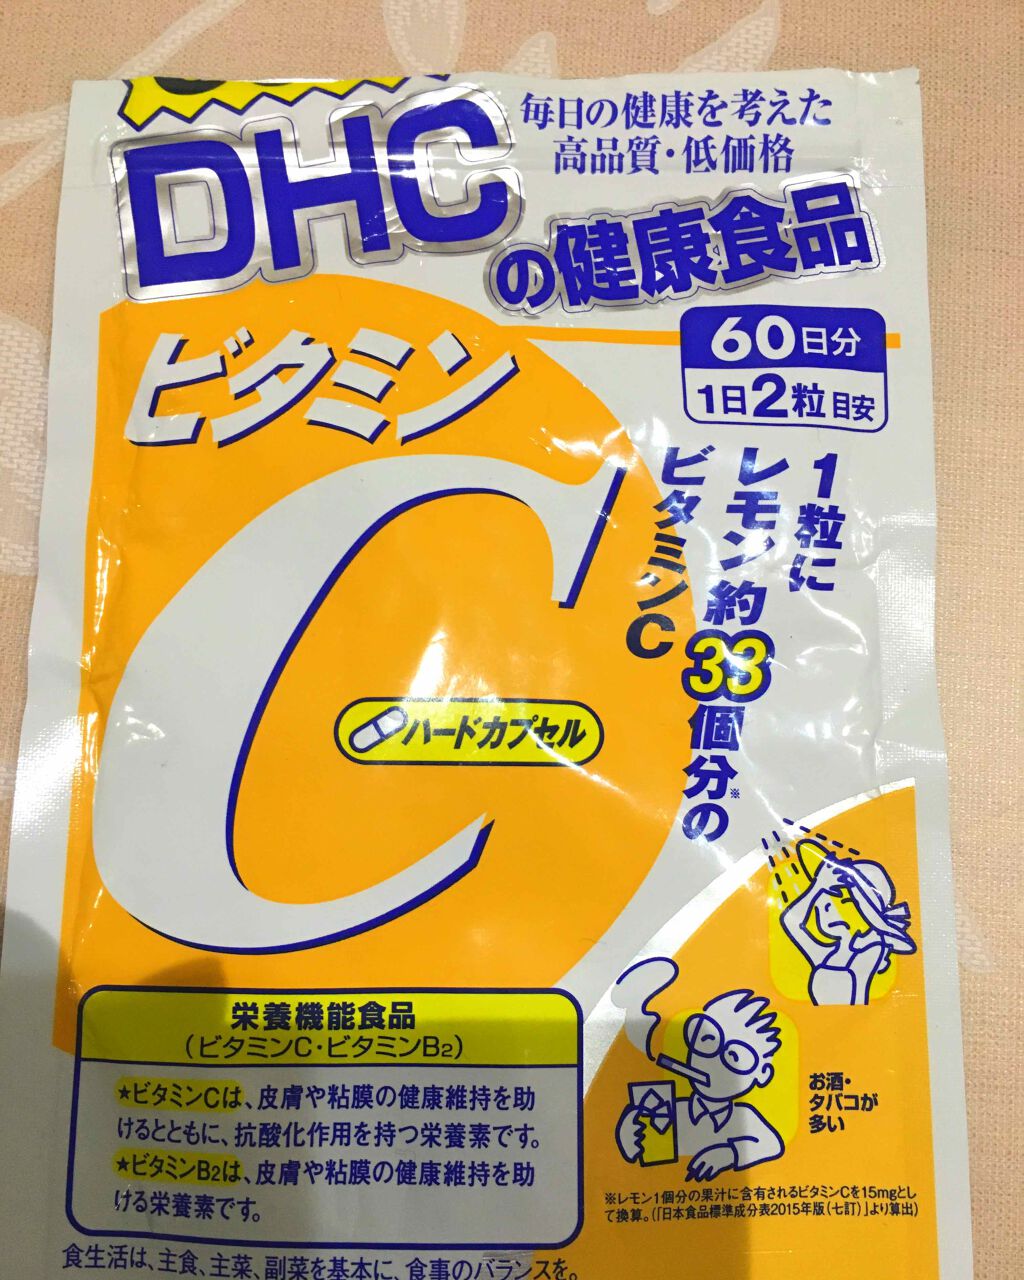 毎日の健康を考えた
高品質・低価格
DHC
の健康食品
60日分
1日2粒目安
ビタミン
C
1粒に
レモン約33個分の※
ビタミンC
ハードカプセル
栄養機能食品
(ビタミンC・ビタミンB2)
★ビタミンCは、皮膚や粘膜の健康維持を助
けるとともに、抗酸化作用を持つ栄養素です。
★ビタミンB2は、皮膚や粘膜の健康維持を助
ける栄養素です。
お酒・
タバコが
多い
※レモン1個分の果汁に含有されるビタミンCを15mgとし
て換算。(「日本食品標準成分表2015年版(七訂)」より算出)
食生活は、主食、主菜、副菜を基本に、食事のバランスを。